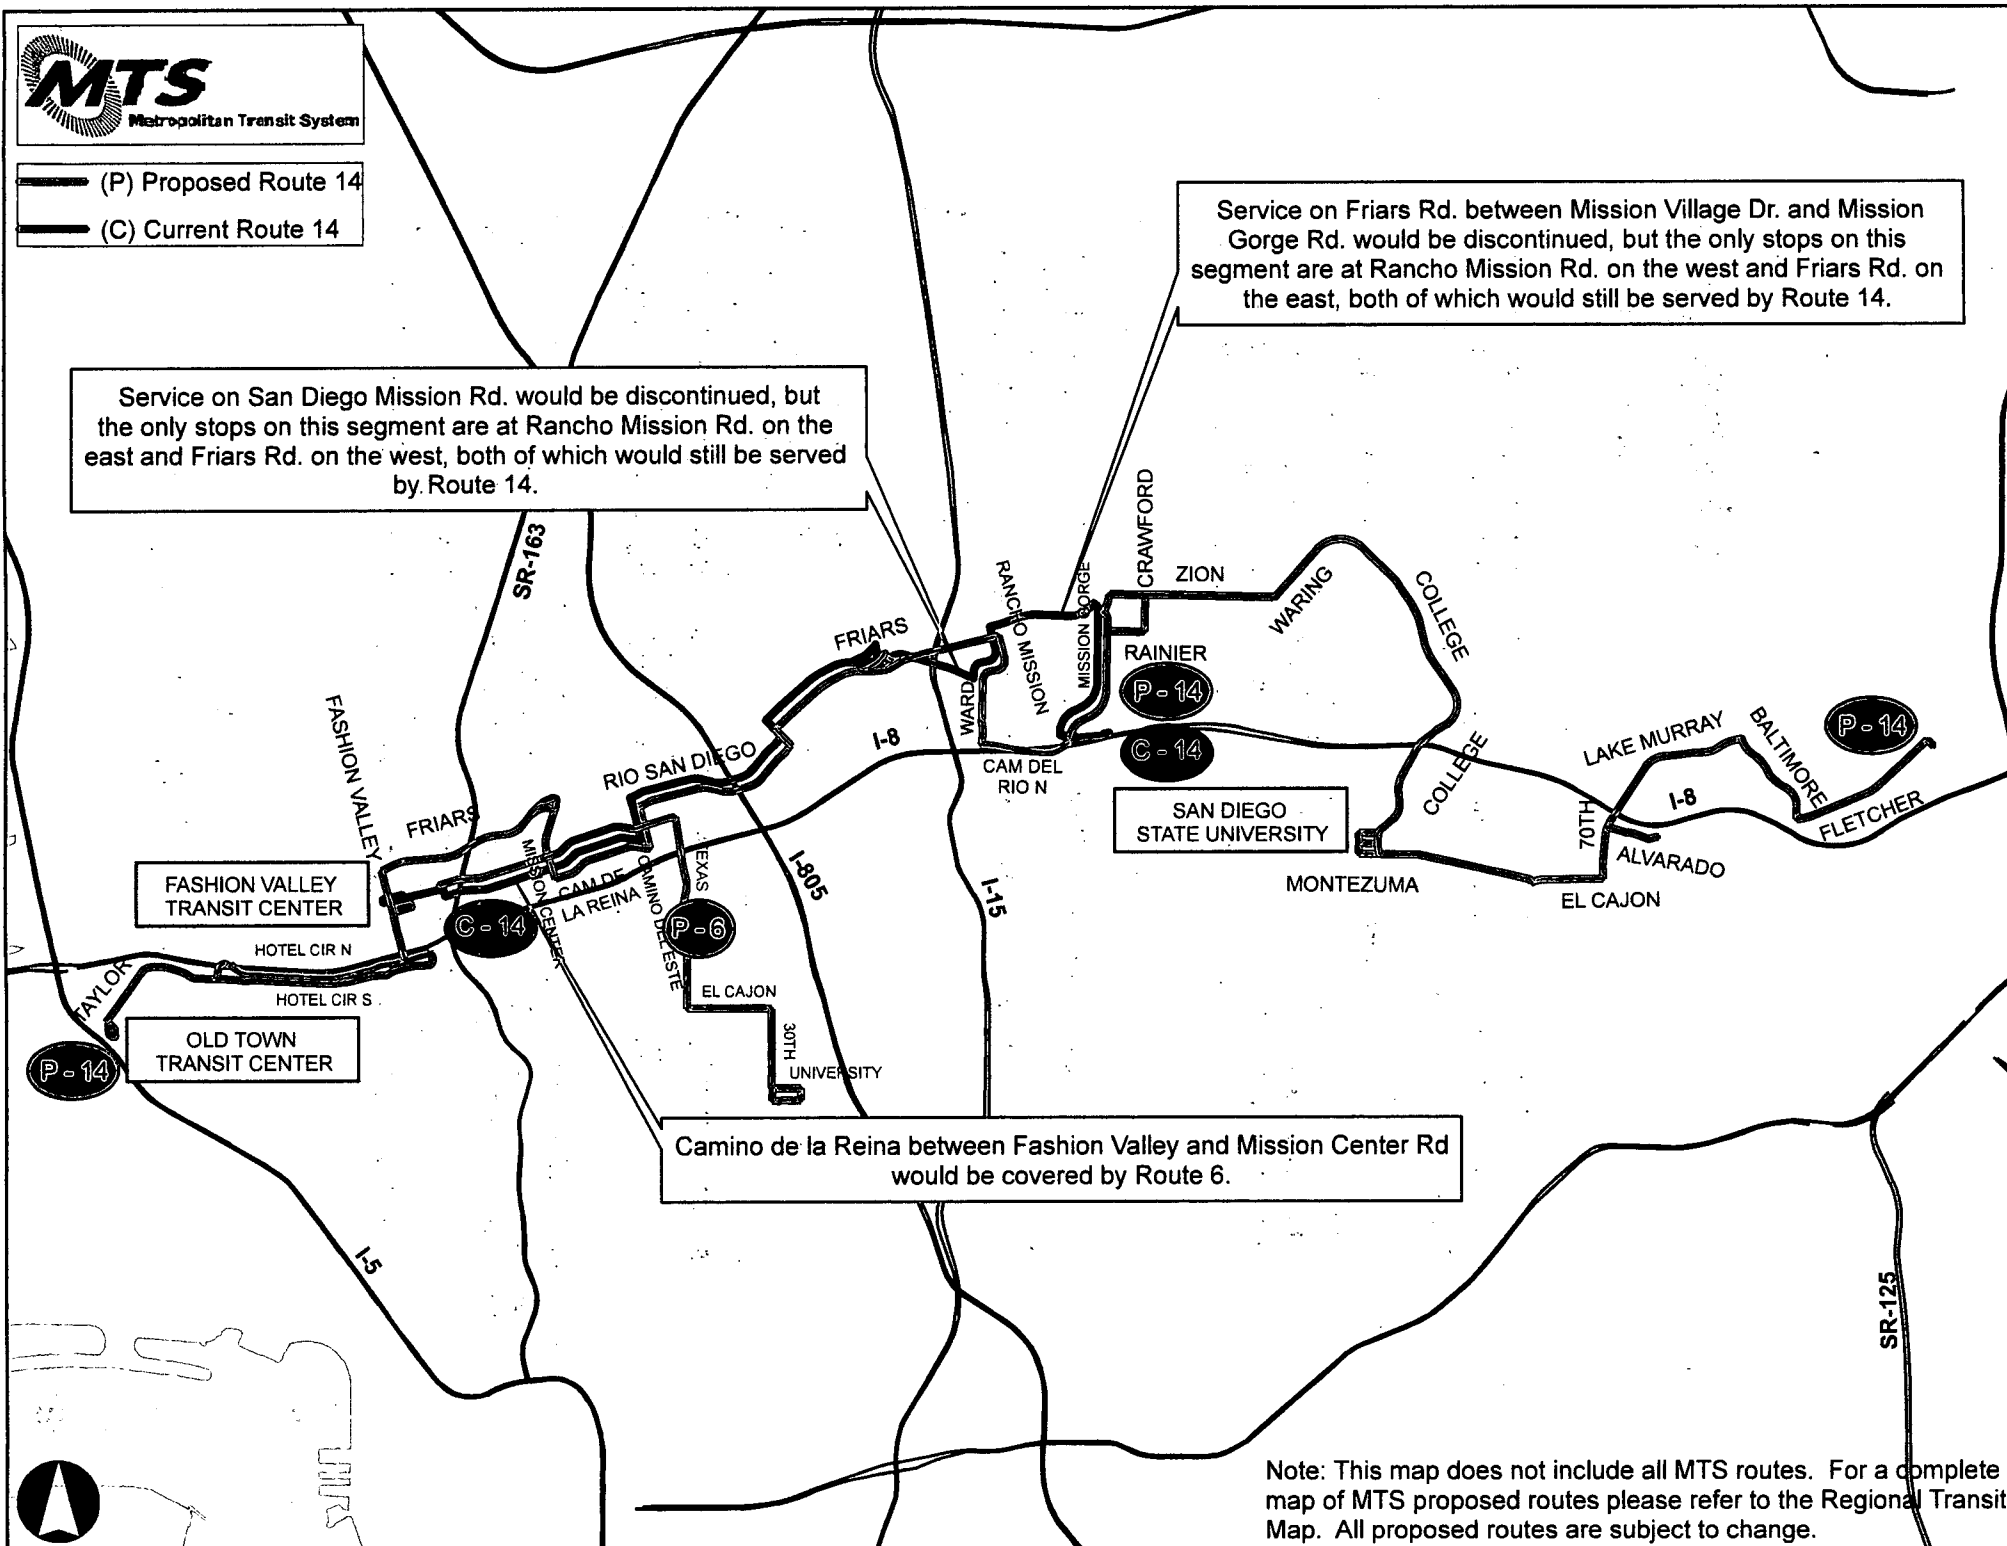 MTS
Metropolitan Transit System
(P) Proposed Route 14
(C) Current Route 14
Service on Friars Rd. between Mission Village Dr. and Mission
Gorge Rd. would be discontinued, but the only stops on this
segment are at Rancho Mission Rd. on the west and Friars Rd. on
the east, both of which would still be served by Route 14.
Service on San Diego Mission Rd. would be discontinued, but
the only stops on this segment are at Rancho Mission Rd. on the
east and Friars Rd. on the west, both of which would still be served
by Route 14.
SR-163
CRAWFORD
ZION
WARING
COLLEGE
RANCHO MISSION
MISSION GORGE
FRIARS
RAINIER
P - 14
WARD
I-8
C - 14
CAM DEL
RIO N
RIO SAN DIEGO
FASHION VALLEY
FRIARS
LAKE MURRAY
BALTIMORE
P - 14
COLLEGE
I-8
FLETCHER
70TH
ALVARADO
SAN DIEGO
STATE UNIVERSITY
MONTEZUMA
EL CAJON
FASHION VALLEY
TRANSIT CENTER
MISSION CENTER
CAM DE
LA REINA
CAMINO DEL ESTE
TEXAS
I-805
I-15
C - 14
P - 6
HOTEL CIR N
HOTEL CIR S
TAYLOR
EL CAJON
30TH
UNIVERSITY
OLD TOWN
TRANSIT CENTER
P - 14
Camino de la Reina between Fashion Valley and Mission Center Rd
would be covered by Route 6.
I-5
SR-125
Note: This map does not include all MTS routes. For a complete
map of MTS proposed routes please refer to the Regional Transit
Map. All proposed routes are subject to change.